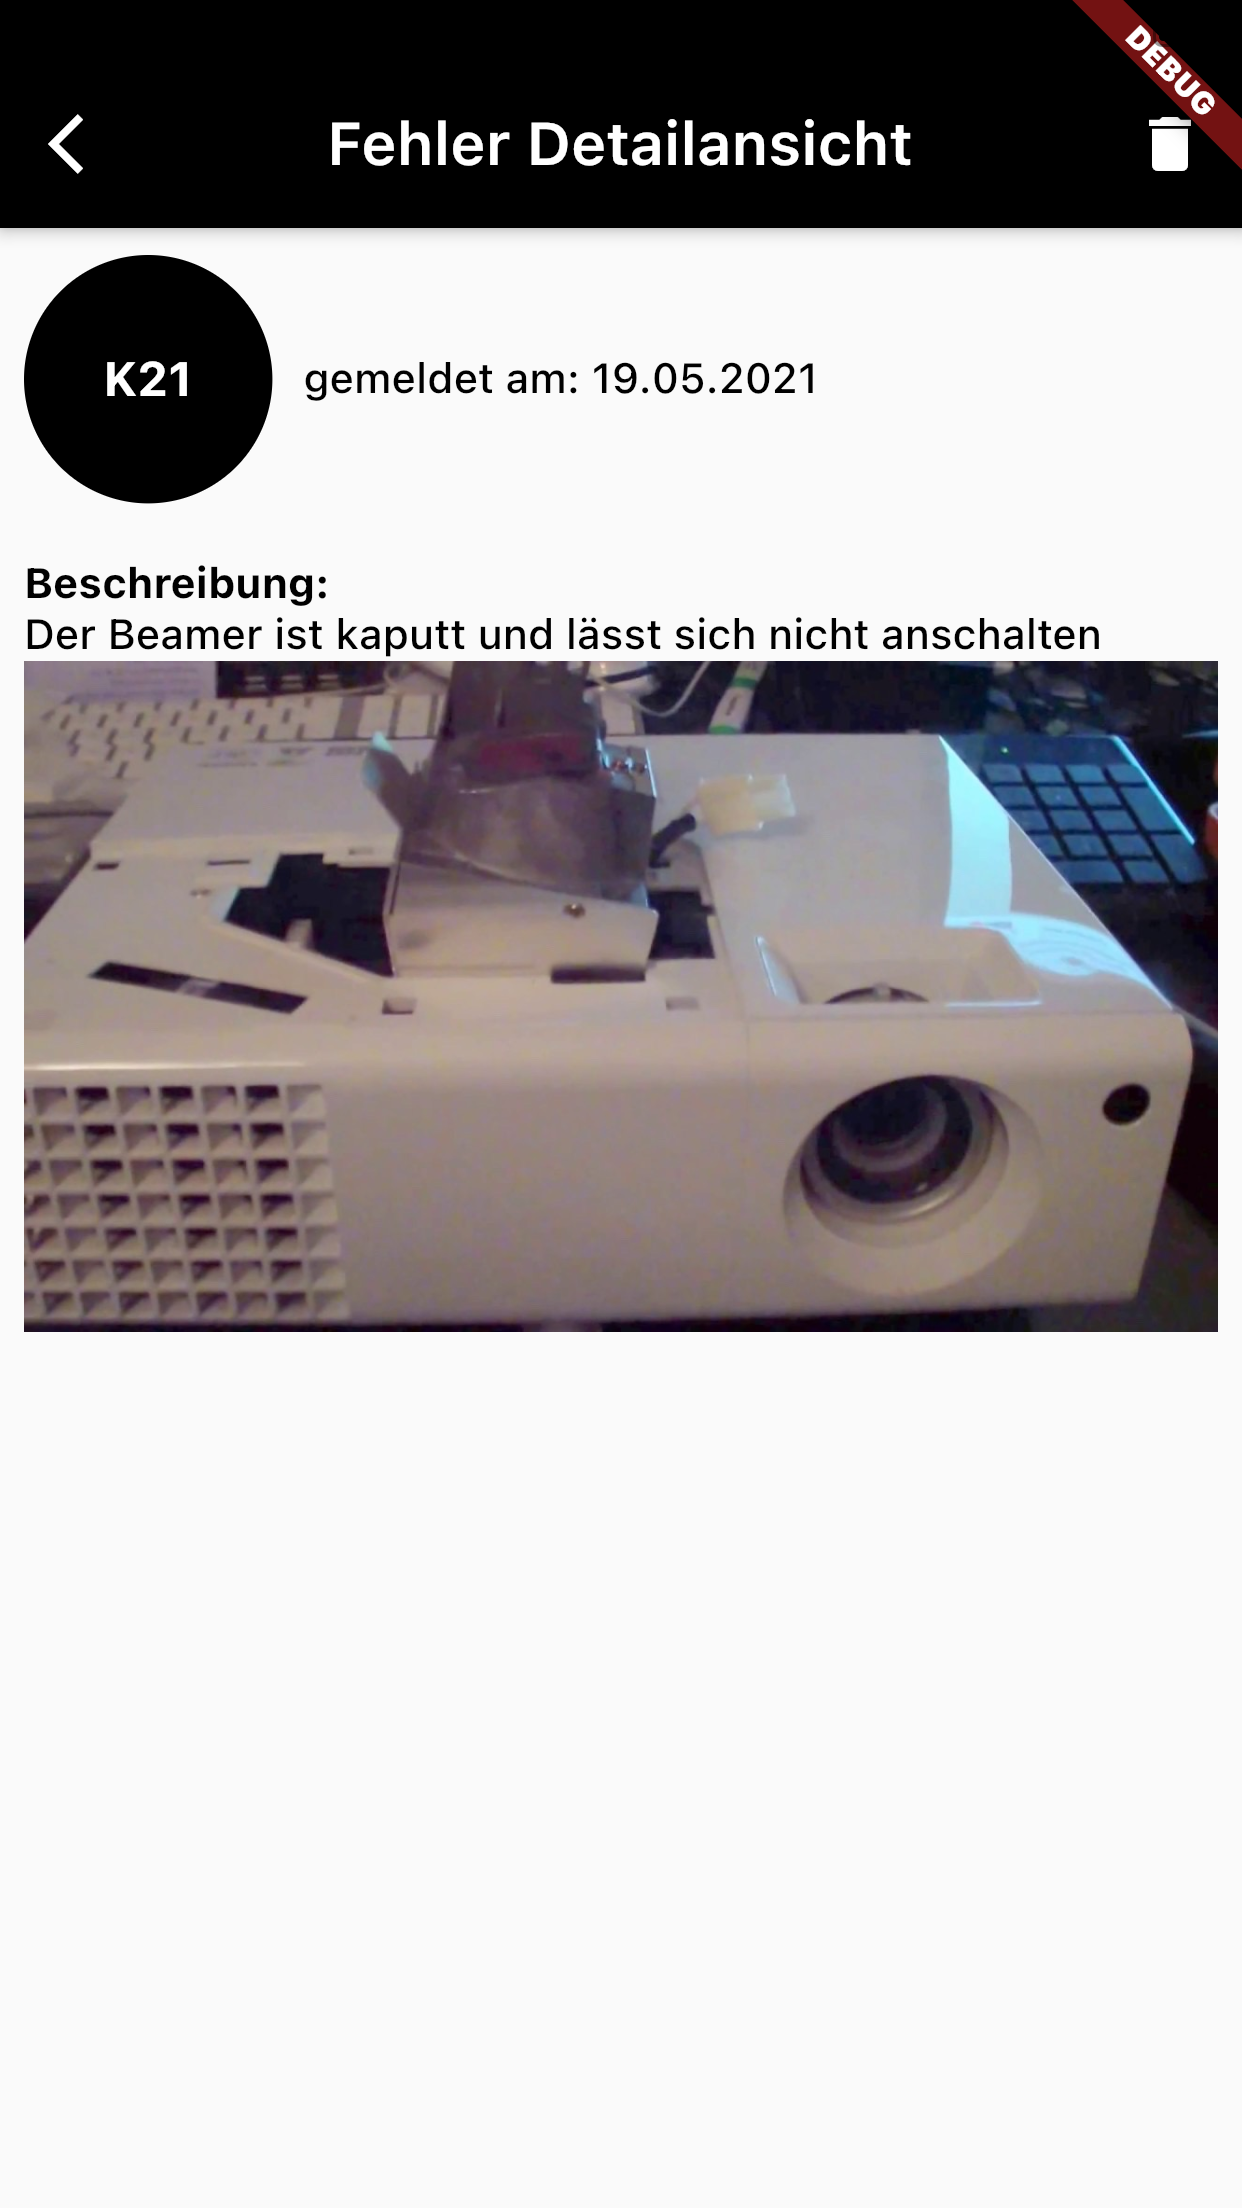 DEBUG
Fehler Detailansicht
K21
gemeldet am: 19.05.2021
Beschreibung:
Der Beamer ist kaputt und lässt sich nicht anschalten